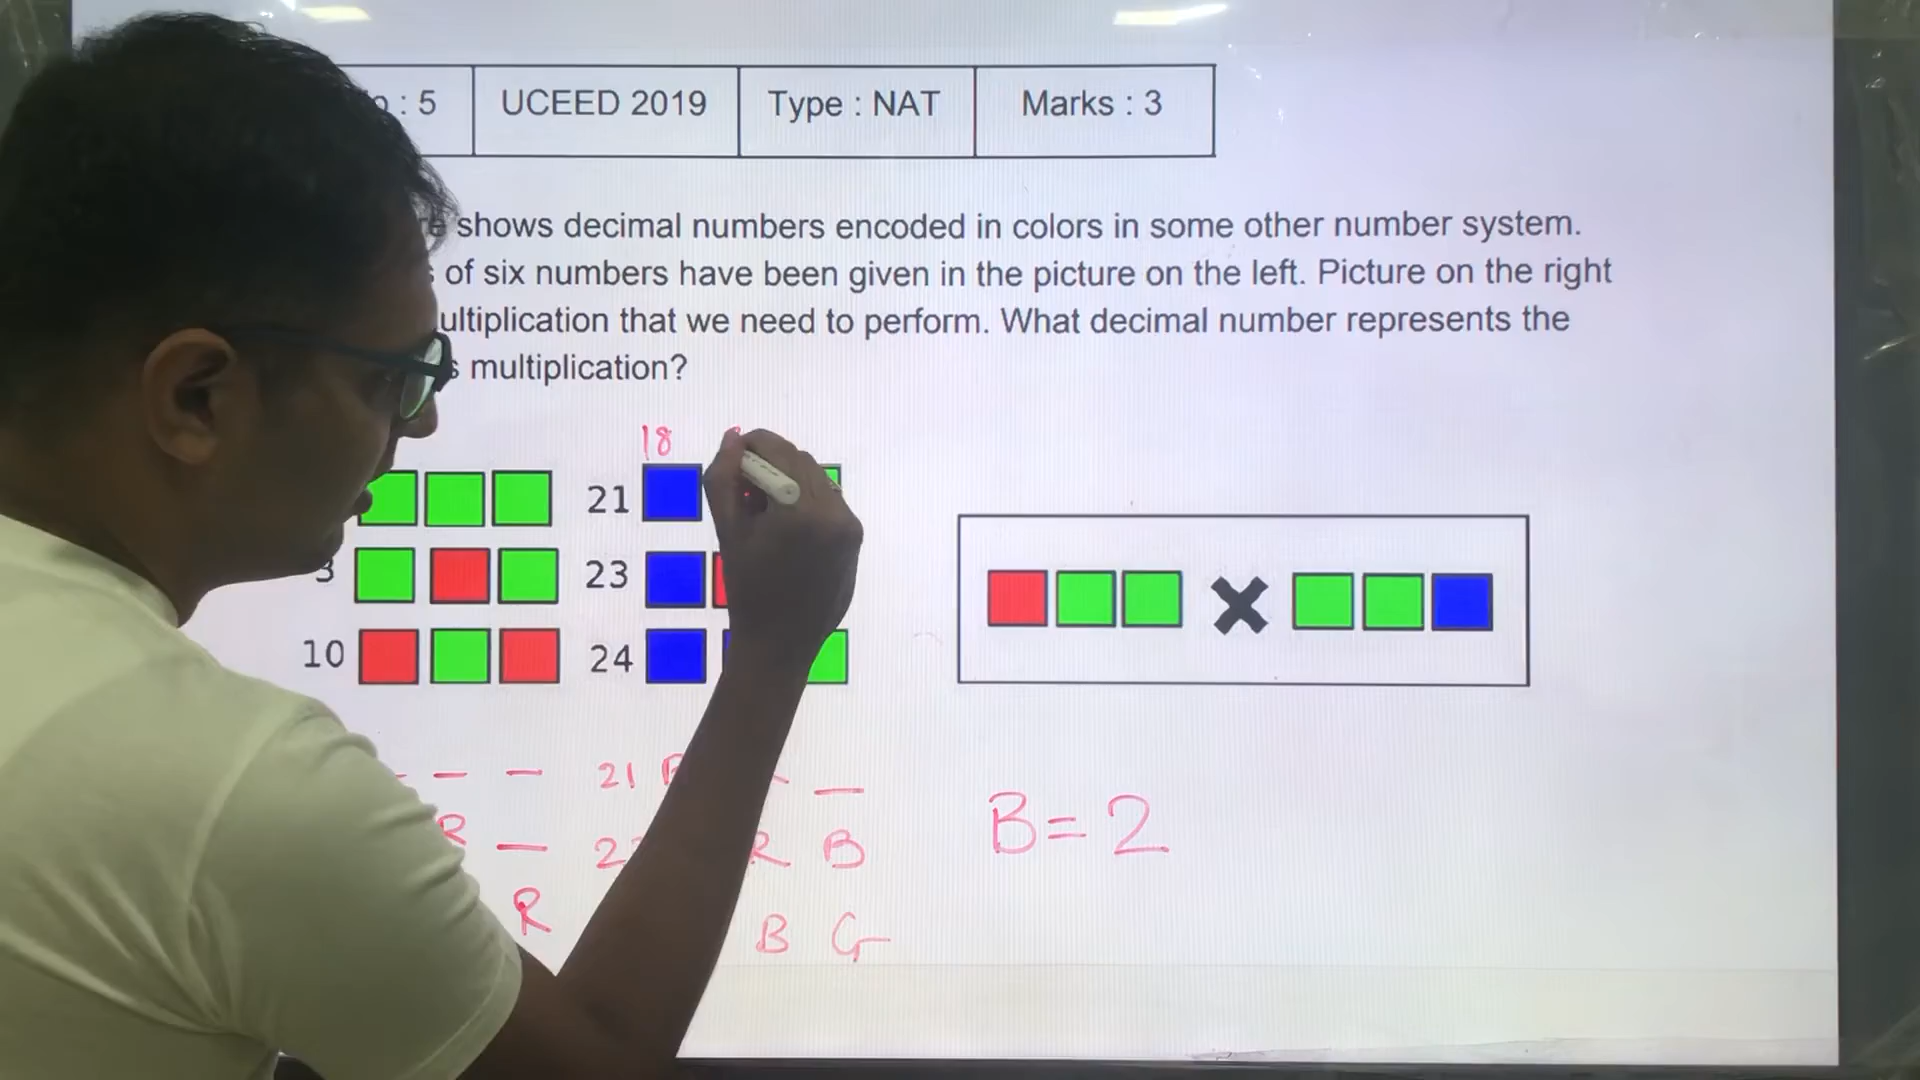 : 5 UCEED 2019 Type : NAT Marks : 3
shows decimal numbers encoded in colors in some other number system.
of six numbers have been given in the picture on the left. Picture on the right
ultiplication that we need to perform. What decimal number represents the
multiplication?
18
21
3 23
10 24
21
R R B
R B G
B = 2